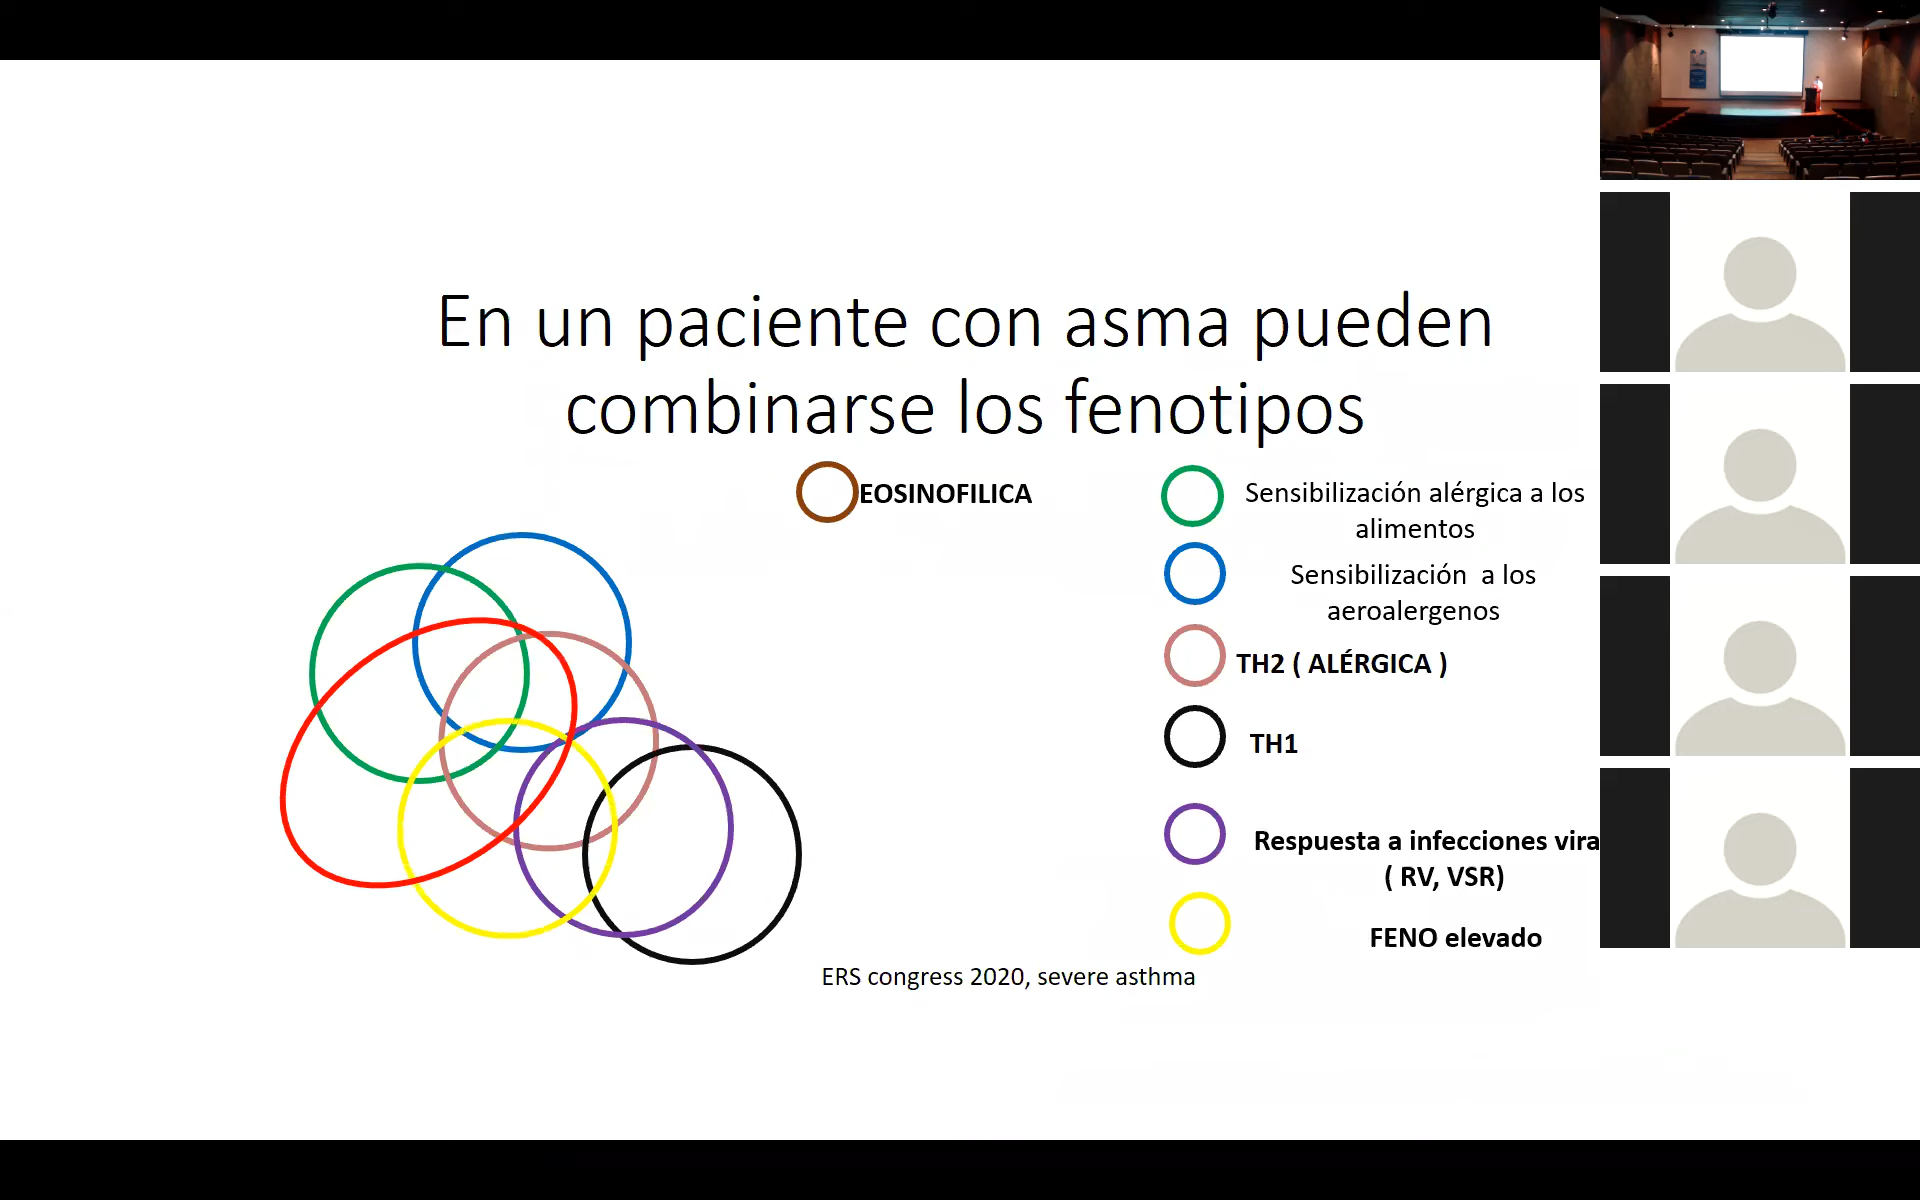 En un paciente con asma pueden
combinarse los fenotipos
EOSINOFILICA
Sensibilización alérgica a los
alimentos
Sensibilización a los
aeroalergenos
TH2 ( ALÉRGICA )
TH1
Respuesta a infecciones vira
( RV, VSR)
FENO elevado
ERS congress 2020, severe asthma